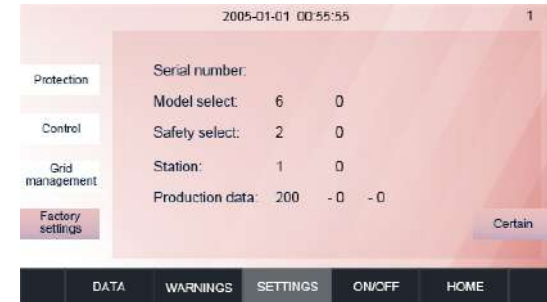 2005-01-01 00:55:55 1
Protection
Control
Grid
management
Factory
settings
Serial number:
Model select: 6 0
Safety select: 2 0
Station: 1 0
Production data: 200 - 0 - 0
Certain
DATA WARNINGS SETTINGS ON/OFF HOME